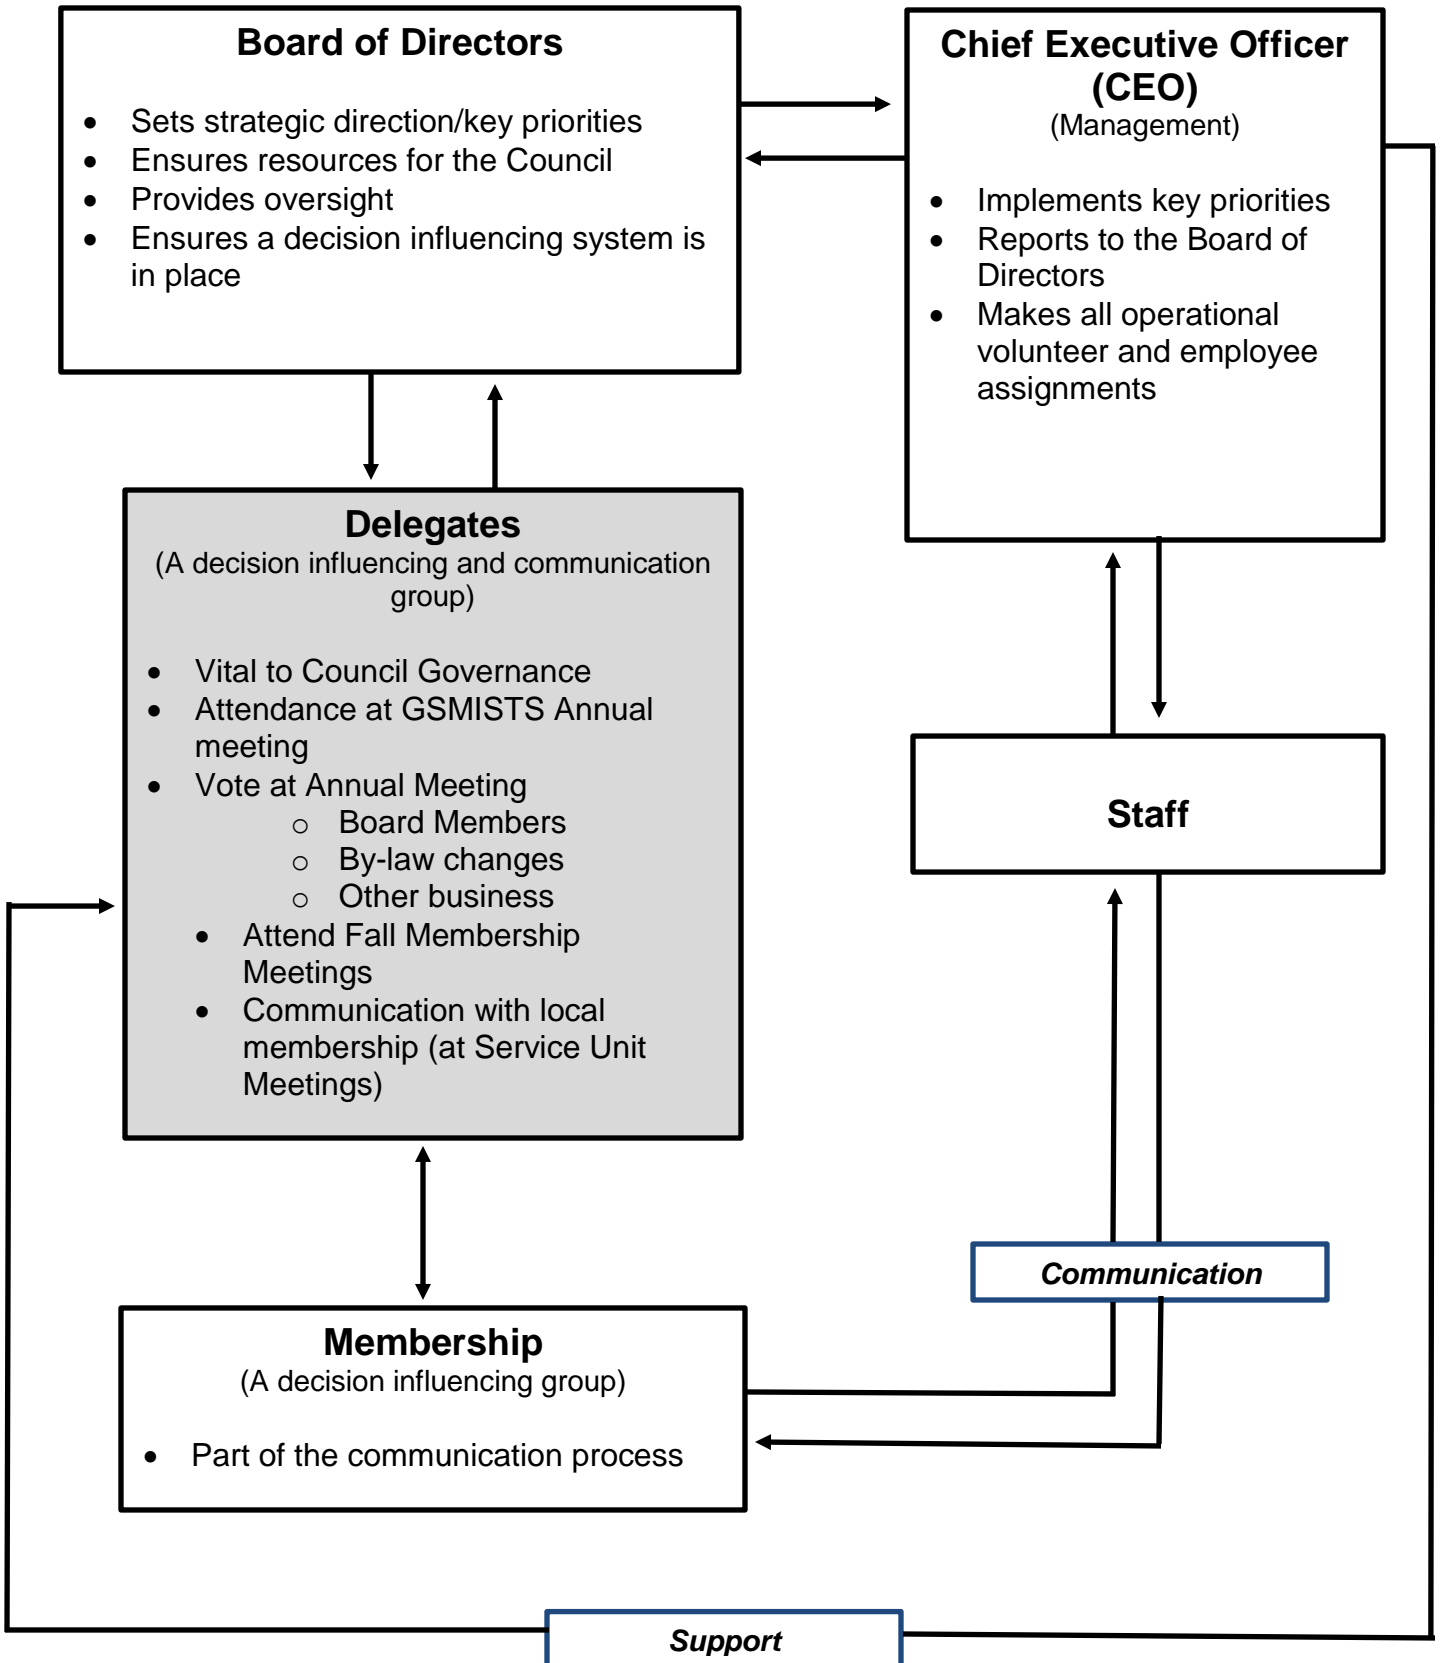 Board of Directors
• Sets strategic direction/key priorities
• Ensures resources for the Council
• Provides oversight
• Ensures a decision influencing system is
in place
Chief Executive Officer
(CEO)
(Management)
• Implements key priorities
• Reports to the Board of
Directors
• Makes all operational
volunteer and employee
assignments
Delegates
(A decision influencing and communication
group)
• Vital to Council Governance
• Attendance at GSMISTS Annual
meeting
• Vote at Annual Meeting
o Board Members
o By-law changes
o Other business
• Attend Fall Membership
Meetings
• Communication with local
membership (at Service Unit
Meetings)
Staff
Communication
Membership
(A decision influencing group)
• Part of the communication process
Support